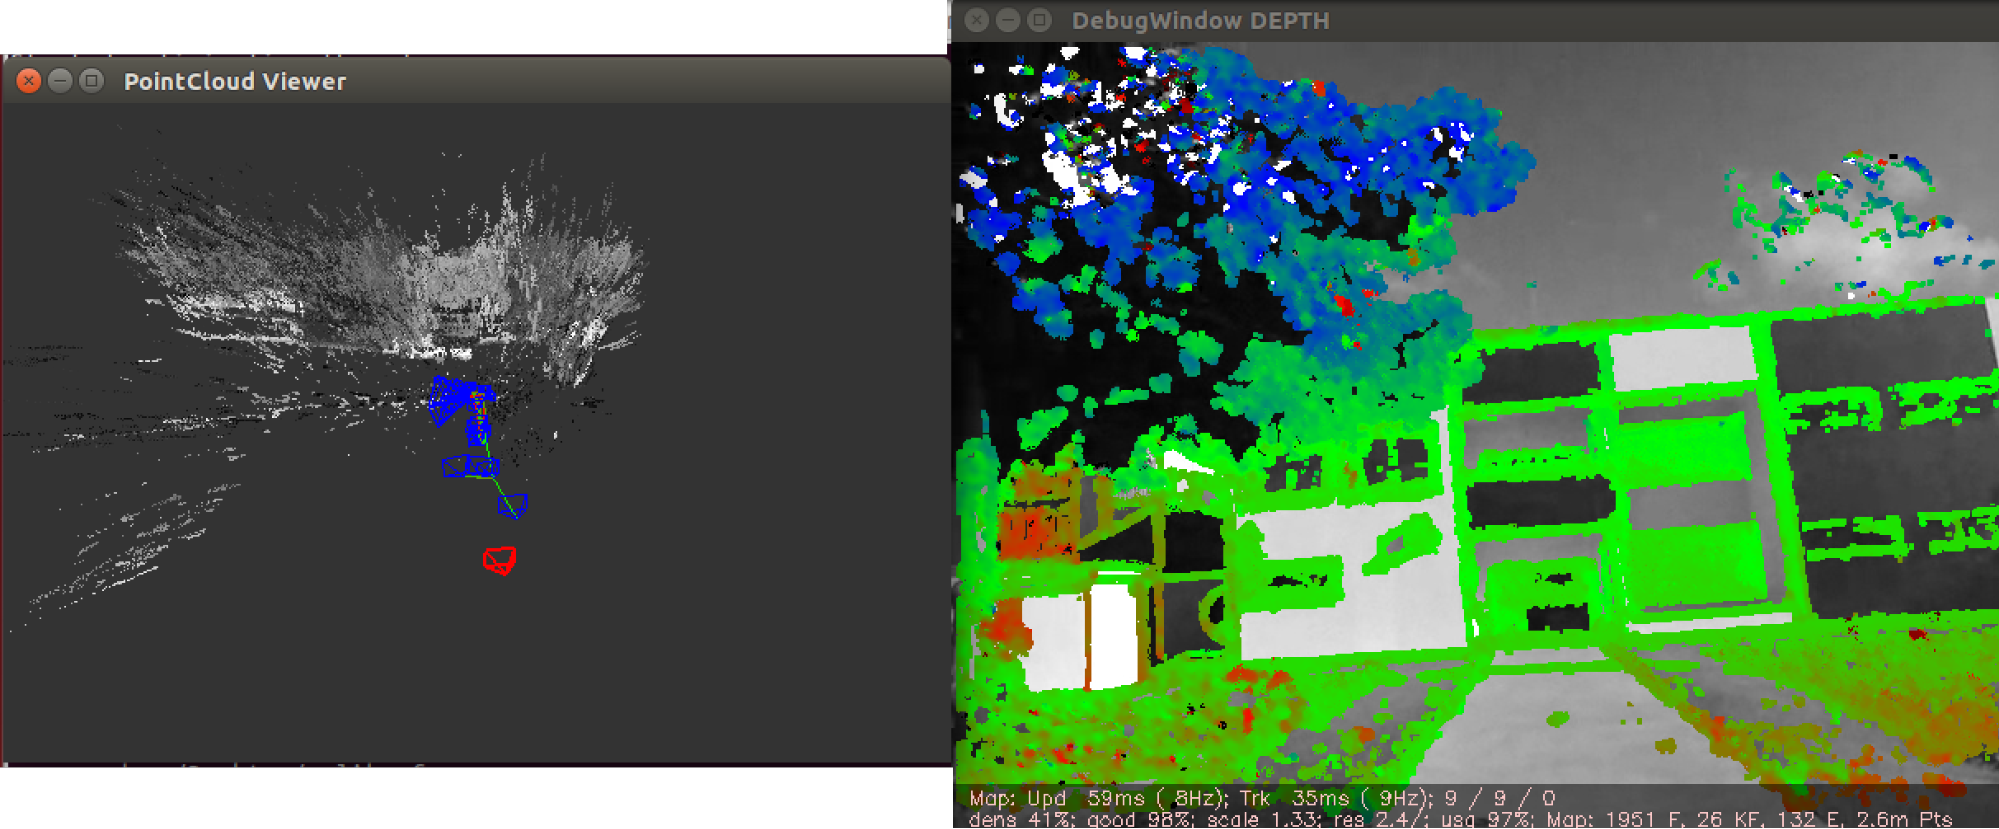 PointCloud Viewer
DebugWindow DEPTH
Map: Upd 59ms ( 8Hz); Trk 35ms ( 9Hz); 9 / 9 / 0
dens 41%; good 98%; scale 1.33; res 2.4/; usg 97%; Map: 1951 F, 26 KF, 132 E, 2.6m Pts